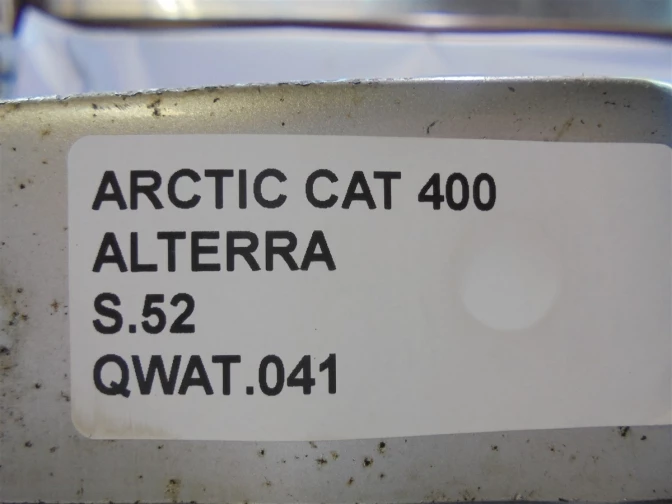 ARCTIC CAT 400
ALTERRA
S.52
QWAT.041